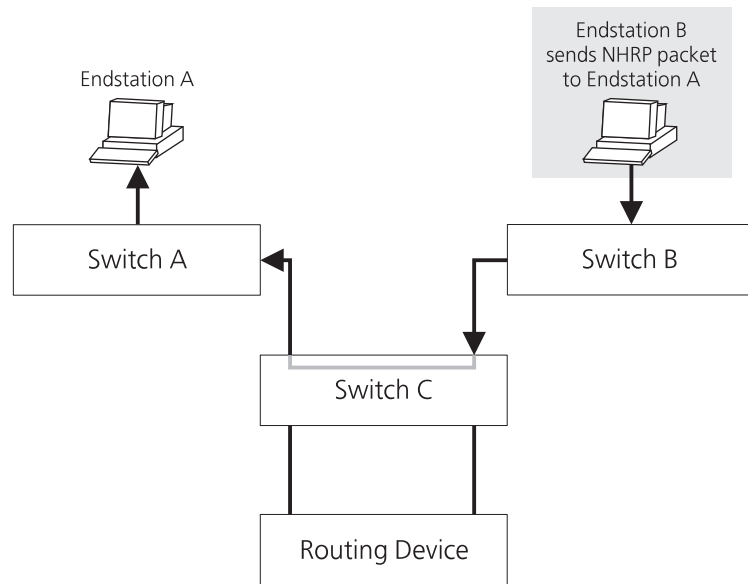 Endstation A
Endstation B
sends NHRP packet
to Endstation A
Switch A
Switch B
Switch C
Routing Device